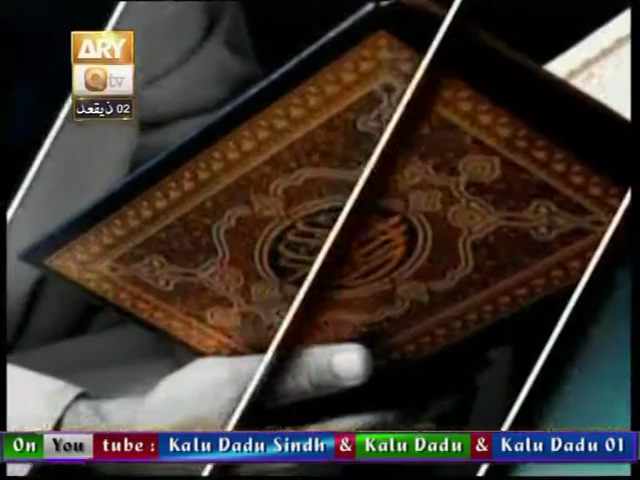 ARY
Qtv
02 ذیقعد
On You tube : Kalu Dadu Sindh & Kalu Dadu & Kalu Dadu 01